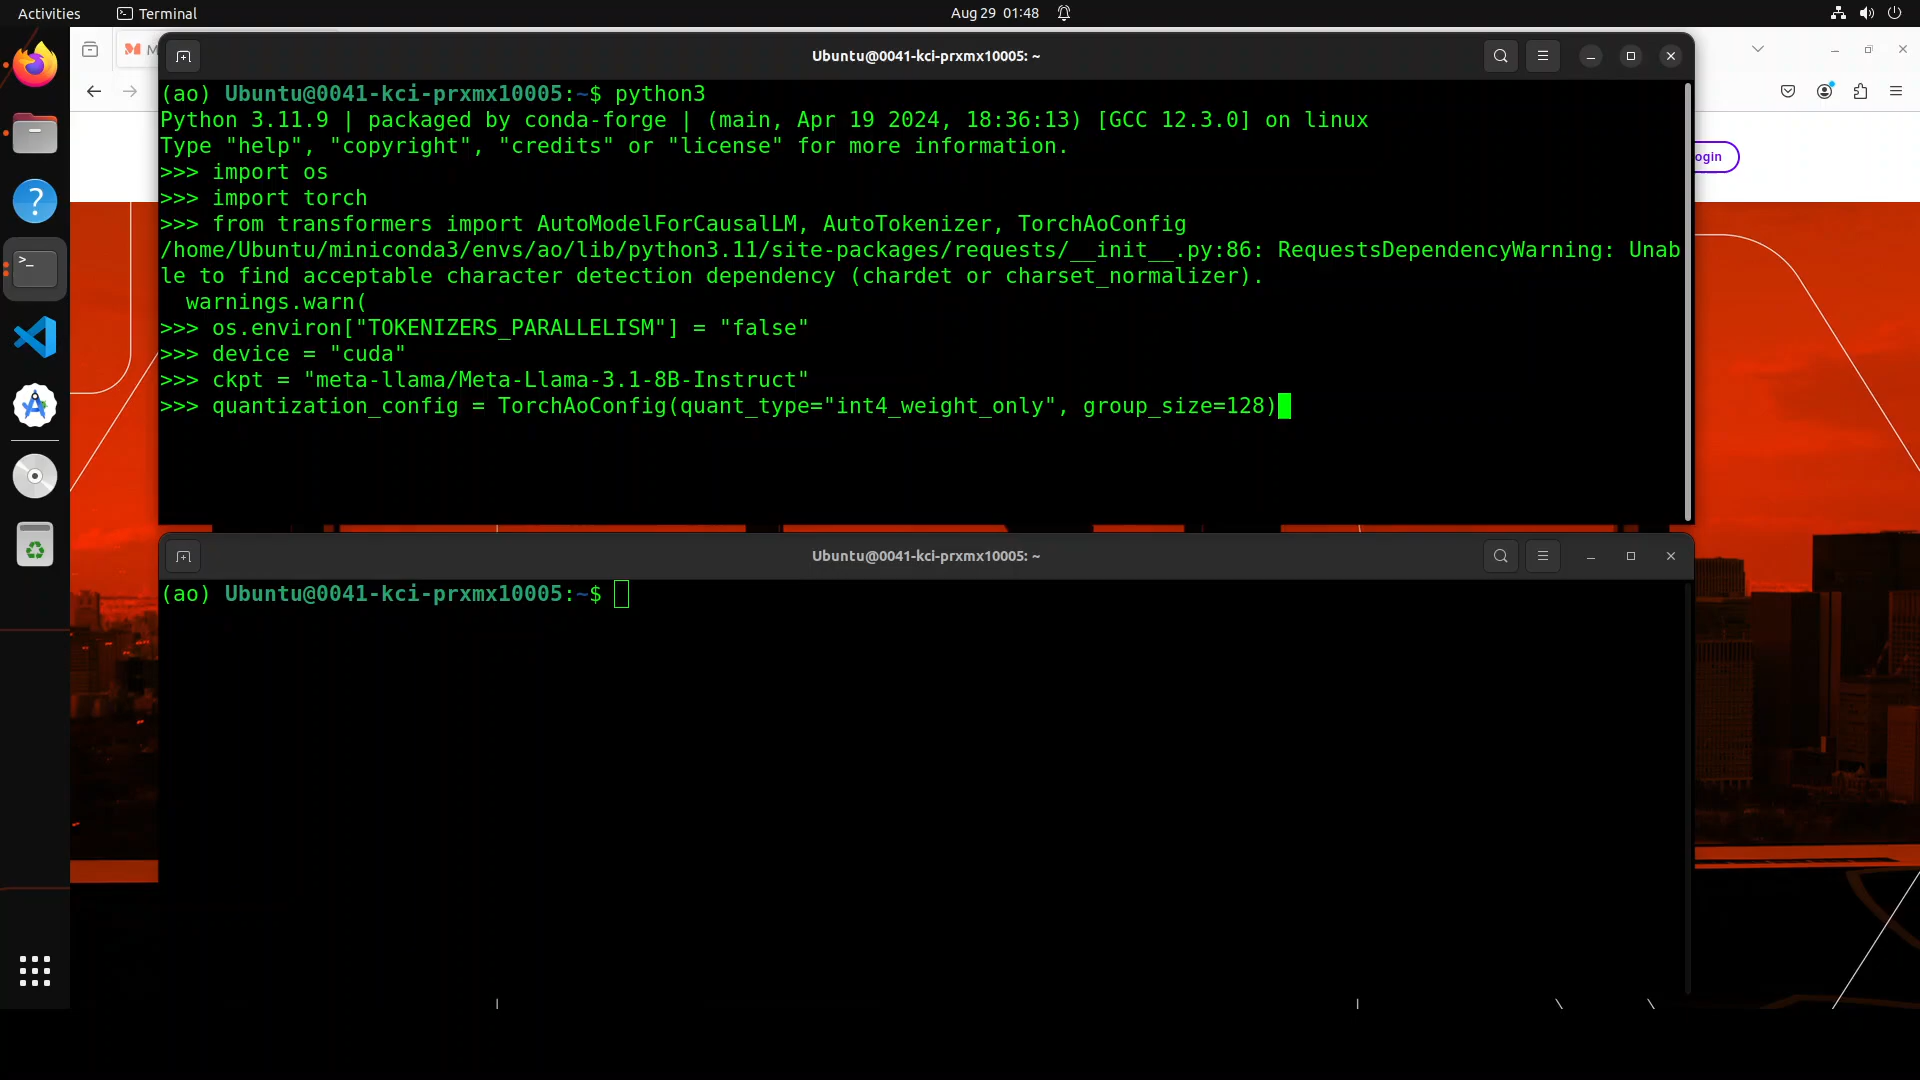 Activities
Terminal
Aug 29 01:48
M
Ubuntu@0041-kci-prxmx10005: ~
ogin
(ao) Ubuntu@0041-kci-prxmx10005:~$ python3
Python 3.11.9 | packaged by conda-forge | (main, Apr 19 2024, 18:36:13) [GCC 12.3.0] on linux
Type "help", "copyright", "credits" or "license" for more information.
>>> import os
>>> import torch
>>> from transformers import AutoModelForCausalLM, AutoTokenizer, TorchAoConfig
/home/Ubuntu/miniconda3/envs/ao/lib/python3.11/site-packages/requests/__init__.py:86: RequestsDependencyWarning: Unab
le to find acceptable character detection dependency (chardet or charset_normalizer).
  warnings.warn(
>>> os.environ["TOKENIZERS_PARALLELISM"] = "false"
>>> device = "cuda"
>>> ckpt = "meta-llama/Meta-Llama-3.1-8B-Instruct"
>>> quantization_config = TorchAoConfig(quant_type="int4_weight_only", group_size=128)
Ubuntu@0041-kci-prxmx10005: ~
(ao) Ubuntu@0041-kci-prxmx10005:~$